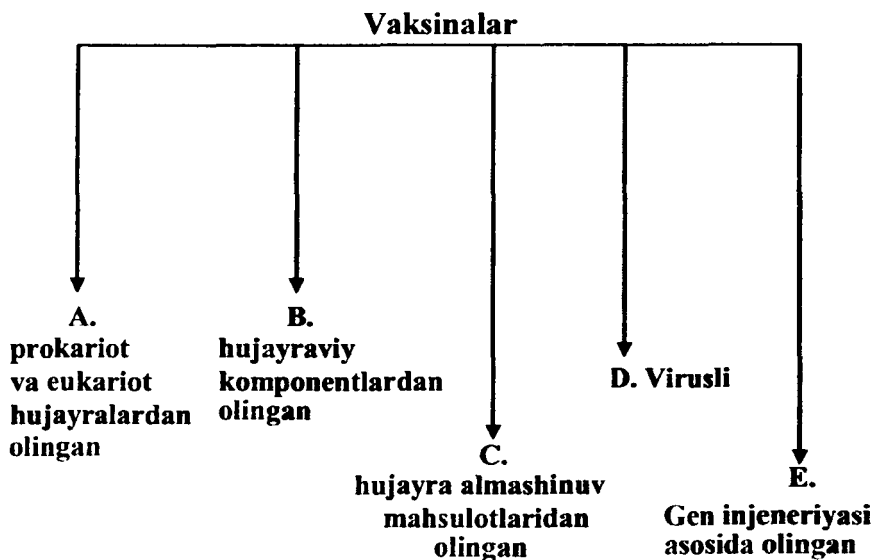 Vaksinalar
A.
prokariot
va eukariot
hujayralardan
olingan
B.
hujayraviy
komponentlardan
olingan
C.
hujayra almashinuv
mahsulotlaridan
olingan
D. Virusli
E.
Gen injeneriyasi
asosida olingan